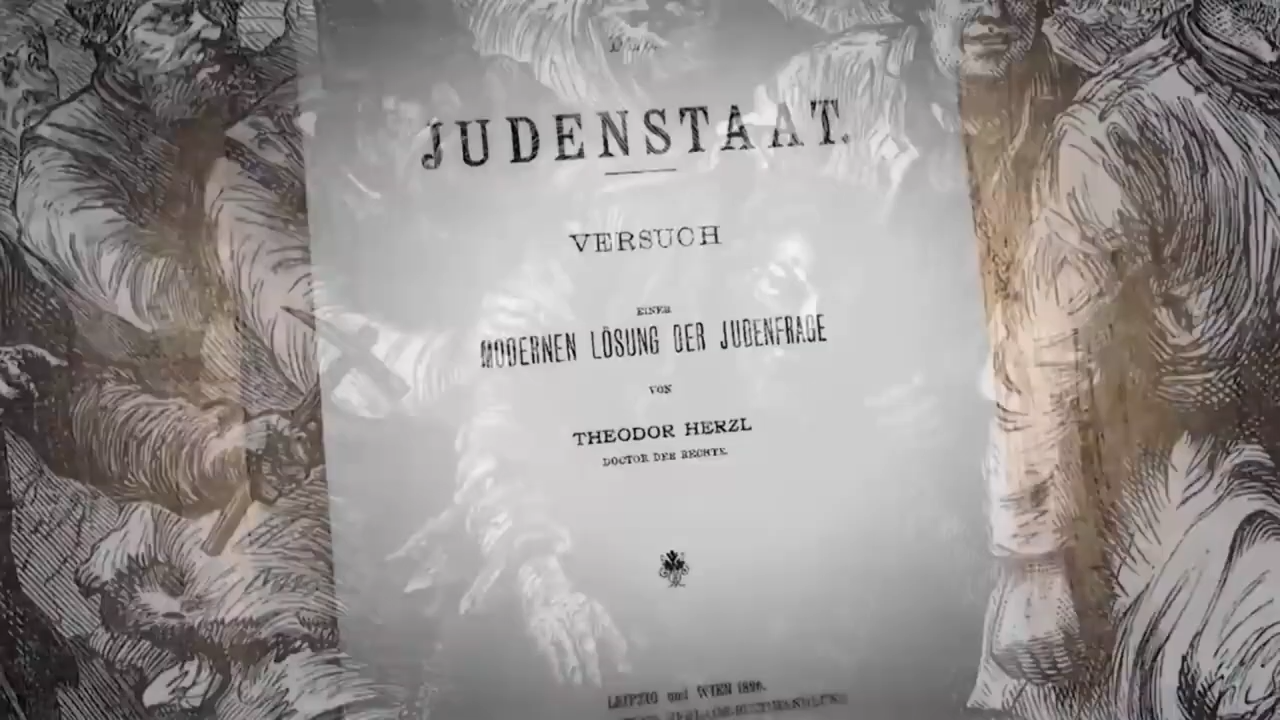 JUDENSTAAT.
VERSUCH
EINER
MODERNEN LÖSUNG DER JUDENFRAGE
VON
THEODOR HERZL
DOCTOR DER RECHTE.
LEIPZIG und WIEN 1896.